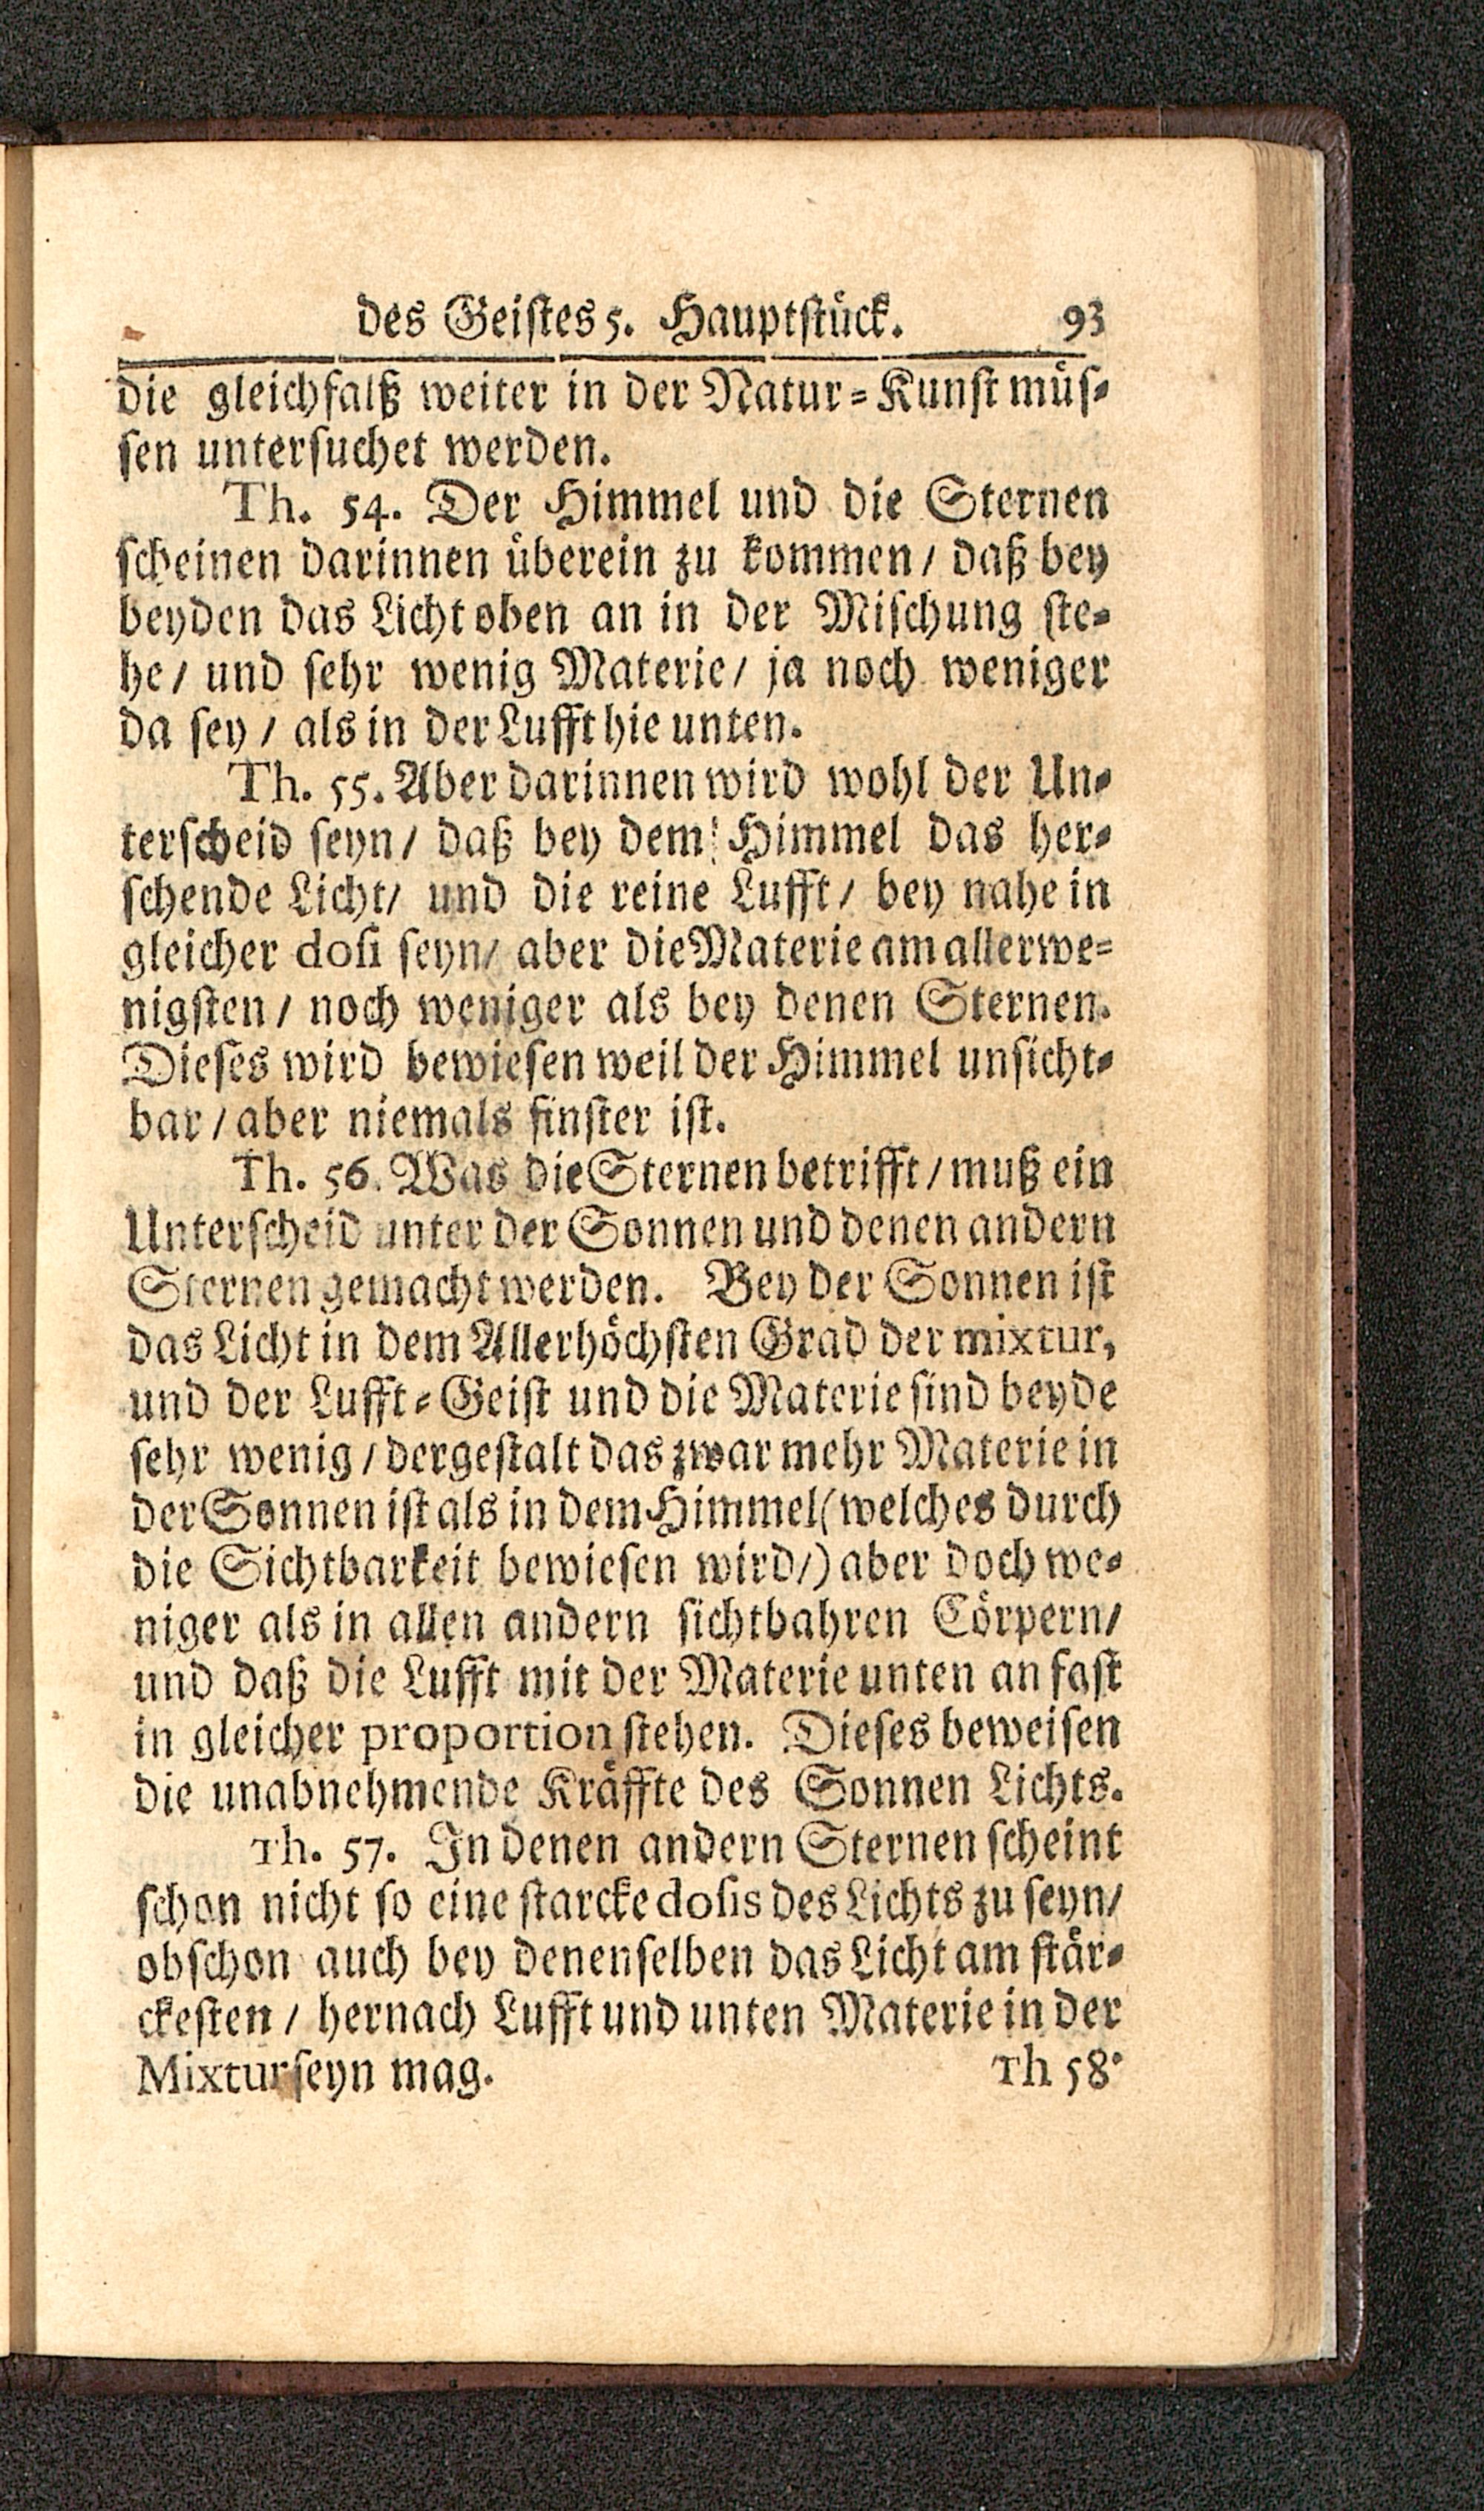 des Geistes 5. Hauptstück. 93
die gleichfalß weiter in der Natur-Kunst müs-
sen untersuchet werden.
Th. 54. Der Himmel und die Sternen
scheinen darinnen überein zu kommen / daß bey
beyden das Licht oben an in der Mischung ste-
he / und sehr wenig Materie / ja noch weniger
da sey / als in der Lufft hie unten.
Th. 55. Aber darinnen wird wohl der Un-
terscheid seyn / daß bey dem Himmel das her-
schende Licht / und die reine Lufft / bey nahe in
gleicher dosi seyn / aber die Materie am allerwe-
nigsten / noch weniger als bey denen Sternen.
Dieses wird bewiesen weil der Himmel unsicht-
bar / aber niemals finster ist.
Th. 56. Was die Sternen betrifft / muß ein
Unterscheid unter der Sonnen und denen andern
Sternen gemacht werden. Bey der Sonnen ist
das Licht in dem Allerhöchsten Grad der mixtur,
und der Lufft-Geist und die Materie sind beyde
sehr wenig / dergestalt das zwar mehr Materie in
der Sonnen ist als in dem Himmel (welches durch
die Sichtbarkeit bewiesen wird /) aber doch we-
niger als in allen andern sichtbahren Cörpern /
und daß die Lufft mit der Materie unten an fast
in gleicher proportion stehen. Dieses beweisen
die unabnehmende Kräffte des Sonnen Lichts.
Th. 57. In denen andern Sternen scheint
schon nicht so eine starcke dosis des Lichts zu seyn /
obschon auch bey denenselben das Licht am stär-
ckesten / hernach Lufft und unten Materie in der
Mixtur seyn mag. Th 58.